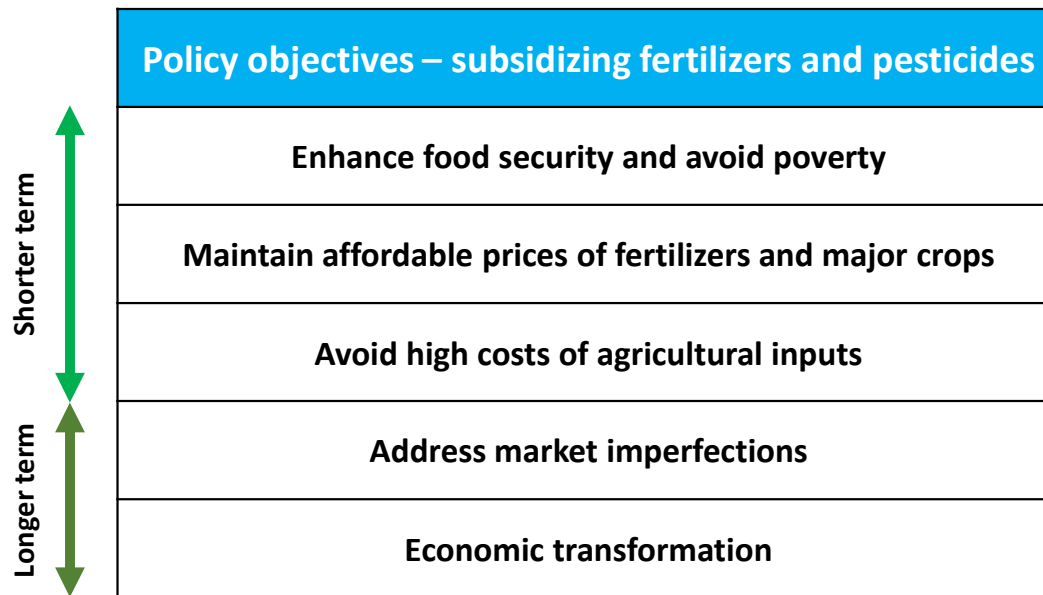 Policy objectives – subsidizing fertilizers and pesticides
Shorter term
Enhance food security and avoid poverty
Maintain affordable prices of fertilizers and major crops
Avoid high costs of agricultural inputs
Longer term
Address market imperfections
Economic transformation